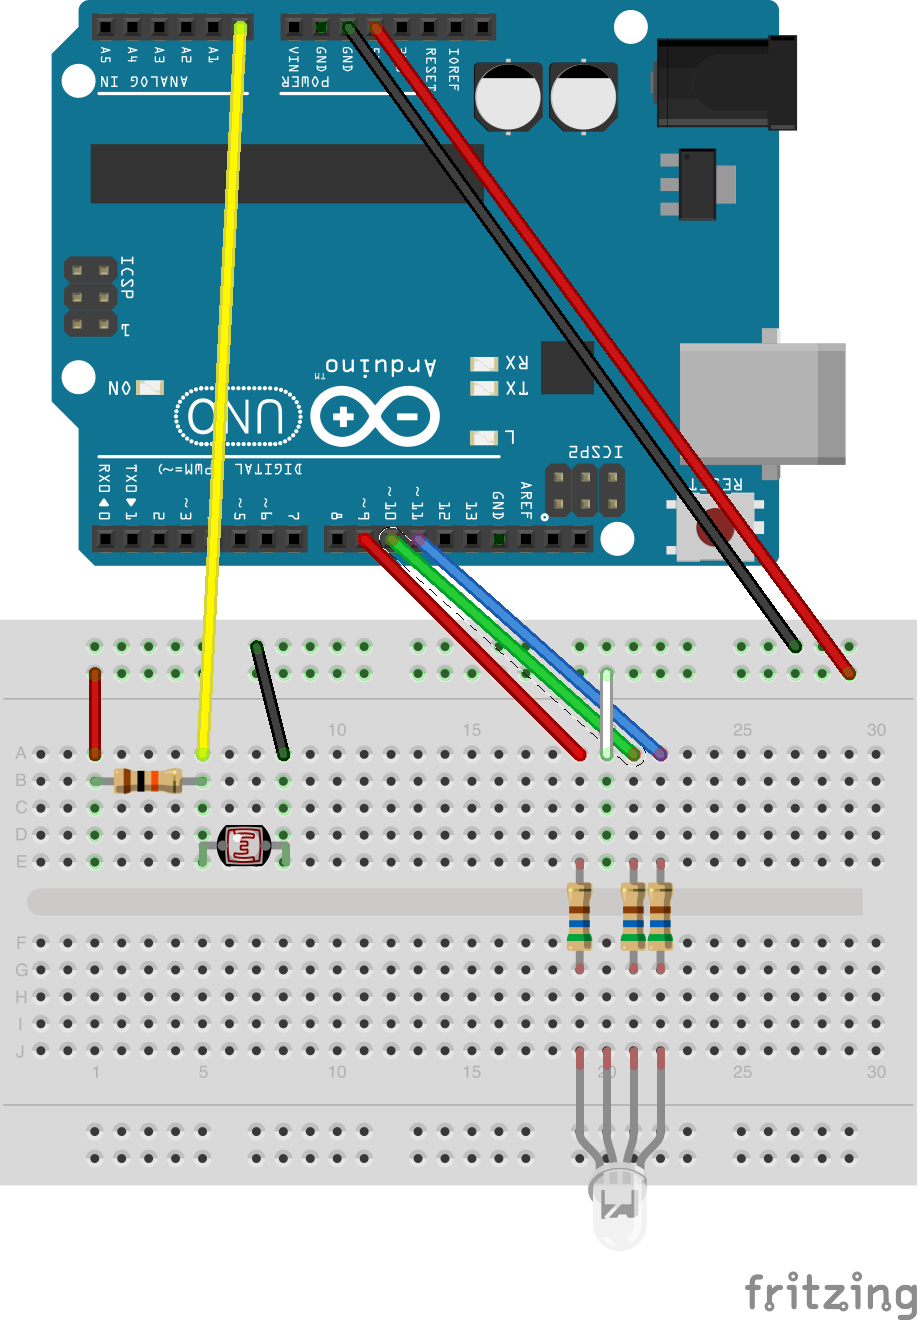 A5 A4 A3 A2 A1 VIN GND GND RESET IOREF
ANALOG IN POWER
ICSP
1
Arduino™
RX
TX
ON
UNO
L
ICSP2
DIGITAL (PWM=~)
RESET
RX0 0 TX0 1 2 ~3 4 ~5 ~6 7 8 ~9 ~10 ~11 12 13 GND AREF
10 15 25 30
A
B
C
D
E
F
G
H
I
J
1 5 10 15 20 25 30
fritzing